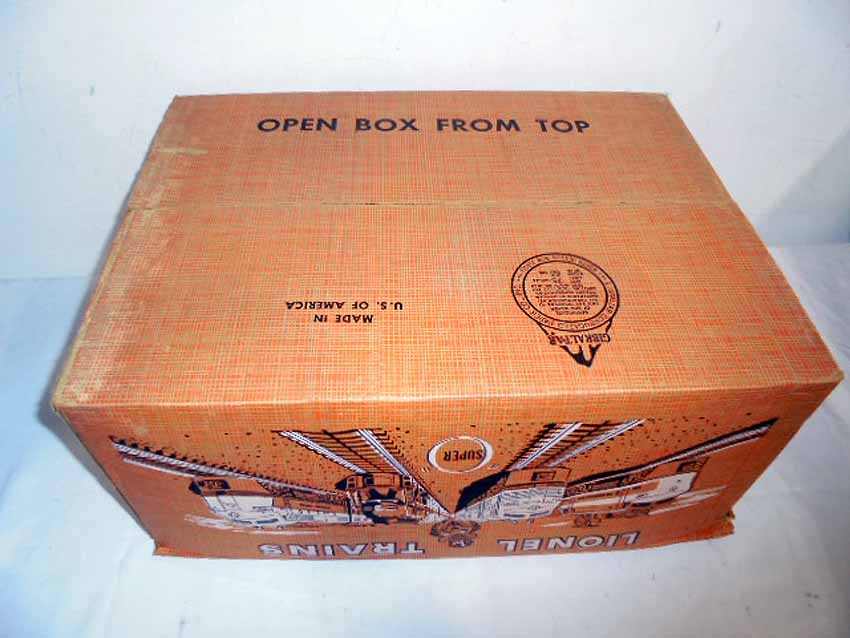 OPEN BOX FROM TOP
MADE IN
U.S. OF AMERICA
GIBRALTAR
SUPER
LIONEL TRAINS